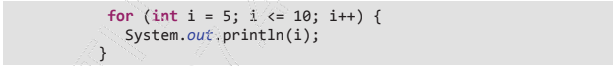 for (int i = 5; i <= 10; i++) {
System.out.println(i);
}